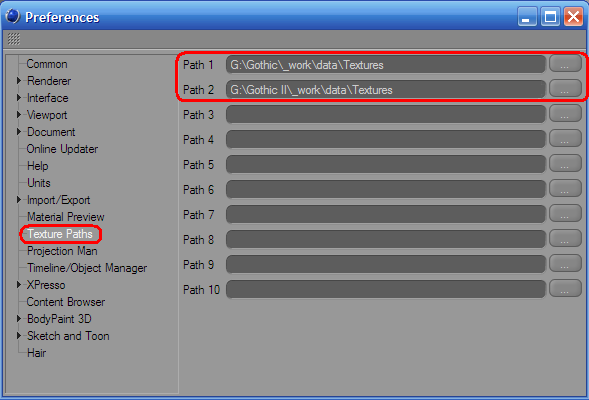 Preferences
Common
Renderer
Interface
Viewport
Document
Online Updater
Help
Units
Import/Export
Material Preview
Texture Paths
Projection Man
Timeline/Object Manager
XPresso
Content Browser
BodyPaint 3D
Sketch and Toon
Hair
Path 1 G:\Gothic\_work\data\Textures ...
Path 2 G:\Gothic II\_work\data\Textures ...
Path 3 ...
Path 4 ...
Path 5 ...
Path 6 ...
Path 7 ...
Path 8 ...
Path 9 ...
Path 10 ...